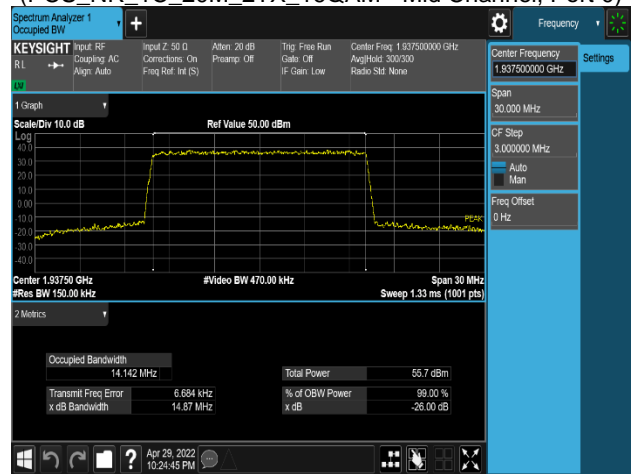 Spectrum Analyzer 1
Occupied BW
Frequency
KEYSIGHT
RL
Input: RF
Coupling: AC
Align: Auto
Input Z: 50 Ω
Corrections: On
Freq Ref: Int (S)
Atten: 20 dB
Preamp: Off
Trig: Free Run
Gate: Off
IF Gain: Low
Center Freq: 1.937500000 GHz
Avg|Hold: 300/300
Radio Std: None
Center Frequency
1.937500000 GHz
Settings
Span
30.000 MHz
CF Step
3.000000 MHz
Auto
Man
Freq Offset
0 Hz
1 Graph
Scale/Div 10.0 dB
Ref Value 50.00 dBm
Log
40.0
30.0
20.0
10.0
0.00
-10.0
-20.0
-30.0
-40.0
PEAK
Center 1.93750 GHz
#Video BW 470.00 kHz
Span 30 MHz
#Res BW 150.00 kHz
Sweep 1.33 ms (1001 pts)
2 Metrics
Occupied Bandwidth
14.142 MHz
Total Power
55.7 dBm
Transmit Freq Error
6.684 kHz
% of OBW Power
99.00 %
x dB Bandwidth
14.87 MHz
x dB
-26.00 dB
Apr 29, 2022
10:24:45 PM